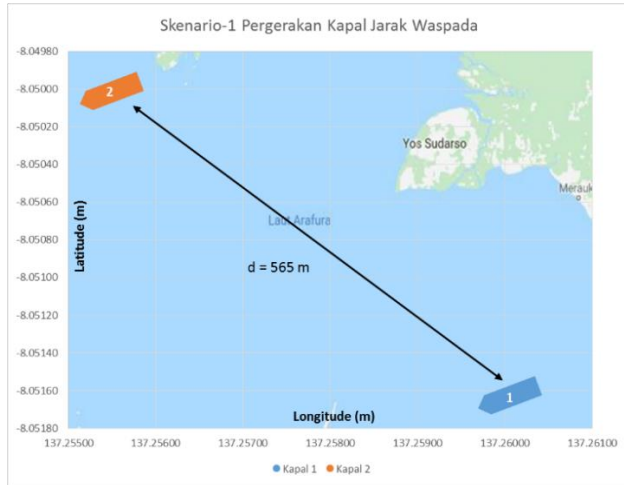 Skenario-1 Pergerakan Kapal Jarak Waspada
-8.04980
-8.05000
-8.05020
-8.05040
-8.05060
-8.05080
-8.05100
-8.05120
-8.05140
-8.05160
-8.05180
Latitude (m)
2
Yos Sudarso
Merauk
Laut Arafura
d = 565 m
1
Longitude (m)
137.25500 137.25600 137.25700 137.25800 137.25900 137.26000 137.26100
Kapal 1 Kapal 2